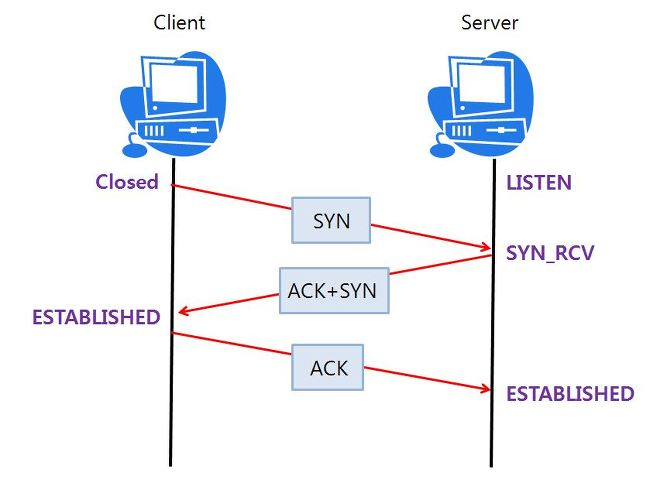 Client
Server
Closed
LISTEN
SYN
SYN_RCV
ACK+SYN
ESTABLISHED
ACK
ESTABLISHED